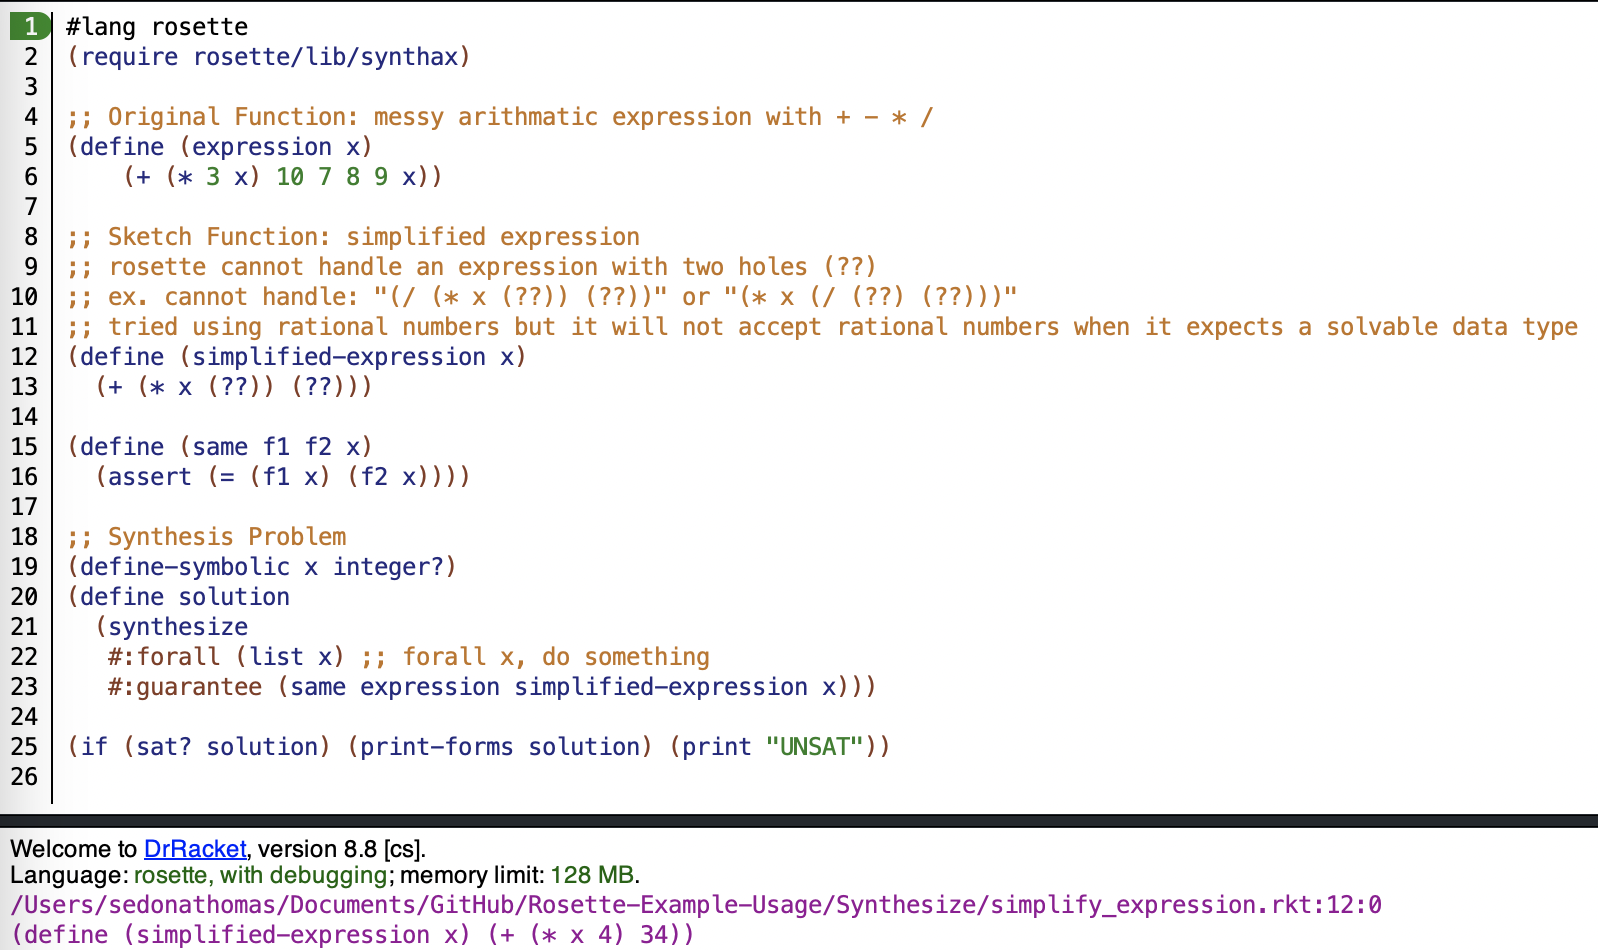 1 #lang rosette
2 (require rosette/lib/synthax)
3
4 ;; Original Function: messy arithmatic expression with + - * /
5 (define (expression x)
6     (+ (* 3 x) 10 7 8 9 x))
7
8 ;; Sketch Function: simplified expression
9 ;; rosette cannot handle an expression with two holes (??)
10 ;; ex. cannot handle: "(/ (* x (??)) (??))" or "(* x (/ (??) (??)))"
11 ;; tried using rational numbers but it will not accept rational numbers when it expects a solvable data type
12 (define (simplified-expression x)
13   (+ (* x (??)) (??)))
14
15 (define (same f1 f2 x)
16   (assert (= (f1 x) (f2 x))))
17
18 ;; Synthesis Problem
19 (define-symbolic x integer?)
20 (define solution
21   (synthesize
22    #:forall (list x) ;; forall x, do something
23    #:guarantee (same expression simplified-expression x)))
24
25 (if (sat? solution) (print-forms solution) (print "UNSAT"))
26
Welcome to DrRacket, version 8.8 [cs].
Language: rosette, with debugging; memory limit: 128 MB.
/Users/sedonathomas/Documents/GitHub/Rosette-Example-Usage/Synthesize/simplify_expression.rkt:12:0
(define (simplified-expression x) (+ (* x 4) 34))